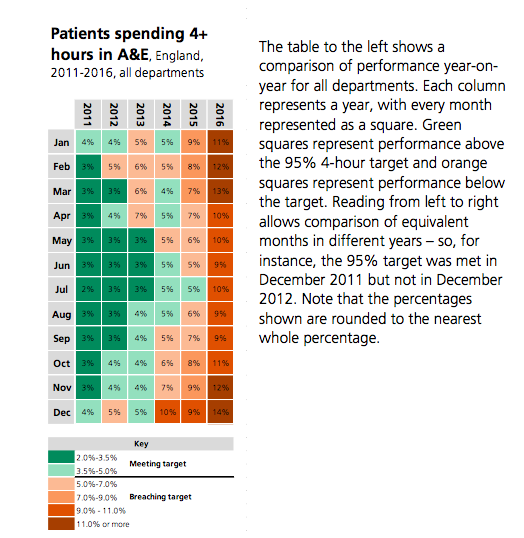 Patients spending 4+
hours in A&E, England,
2011-2016, all departments
2011 2012 2013 2014 2015 2016
Jan 4% 4% 5% 5% 9% 11%
Feb 3% 5% 6% 5% 8% 12%
Mar 3% 3% 6% 4% 7% 13%
Apr 3% 4% 7% 5% 7% 10%
May 3% 3% 3% 5% 6% 10%
Jun 3% 3% 3% 5% 5% 9%
Jul 2% 3% 3% 5% 5% 10%
Aug 3% 3% 4% 5% 6% 9%
Sep 3% 3% 4% 5% 7% 9%
Oct 3% 4% 4% 6% 8% 11%
Nov 3% 4% 4% 7% 9% 12%
Dec 4% 5% 5% 10% 9% 14%
Key
2.0%-3.5%
Meeting target
3.5%-5.0%
5.0%-7.0%
7.0%-9.0% Breaching target
9.0% - 11.0%
11.0% or more
The table to the left shows a
comparison of performance year-on-
year for all departments. Each column
represents a year, with every month
represented as a square. Green
squares represent performance above
the 95% 4-hour target and orange
squares represent performance below
the target. Reading from left to right
allows comparison of equivalent
months in different years – so, for
instance, the 95% target was met in
December 2011 but not in December
2012. Note that the percentages
shown are rounded to the nearest
whole percentage.